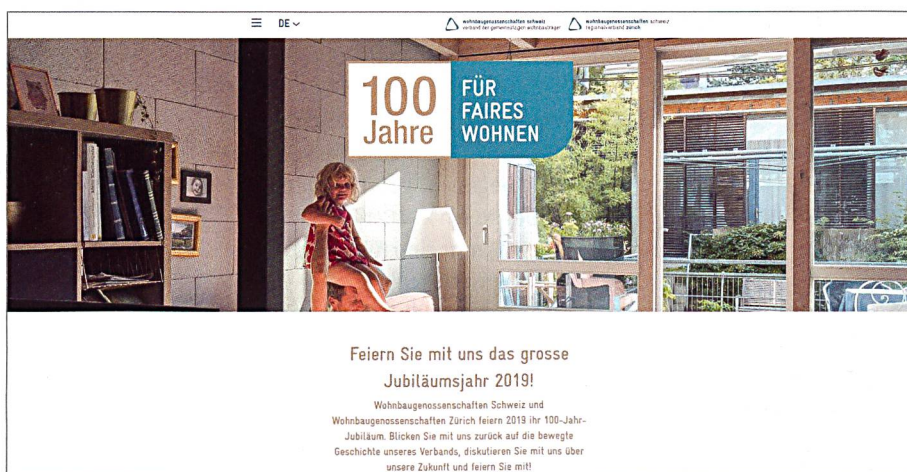 DE
wohnbaugenossenschaften schweiz
verband der gemeinnützigen wohnbauträger
wohnbaugenossenschaften schweiz
regionalverband zürich
100
Jahre
FÜR
FAIRES
WOHNEN
Feiern Sie mit uns das grosse
Jubiläumsjahr 2019!
Wohnbaugenossenschaften Schweiz und
Wohnbaugenossenschaften Zürich feiern 2019 ihr 100-Jahr-
Jubiläum. Blicken Sie mit uns zurück auf die bewegte
Geschichte unseres Verbands, diskutieren Sie mit uns über
unsere Zukunft und feiern Sie mit!